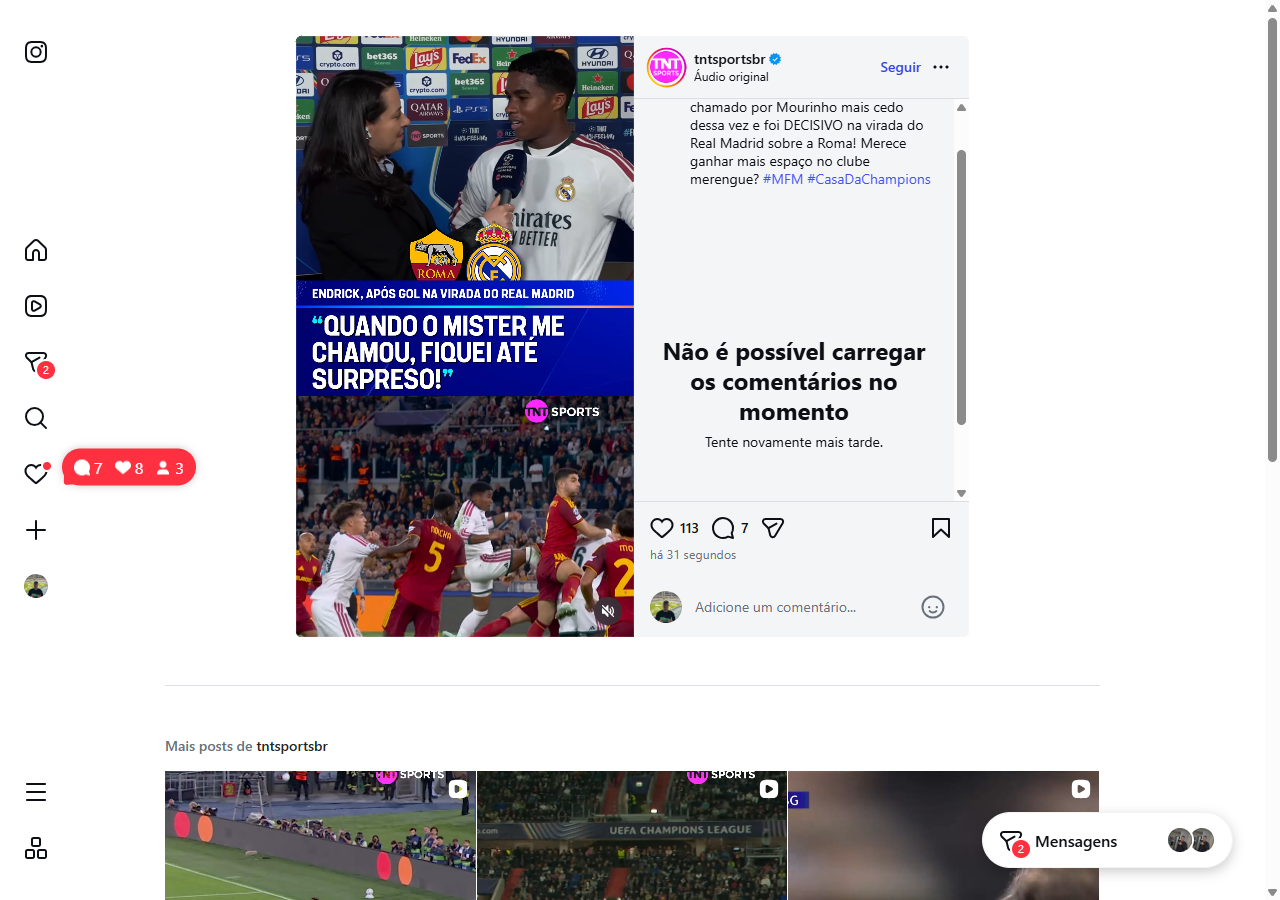 crypto.com
bet365
Lay's
FedEx
HYUNDAI
Heineken
QATAR AIRWAYS
PS5
TNT SPORTS
Emirates
FLY BETTER
ROMA
ENDRICK, APÓS GOL NA VIRADA DO REAL MADRID
“QUANDO O MISTER ME
CHAMOU, FIQUEI ATÉ
SURPRESO!”
TNT SPORTS
5
2
tntsportsbr
Áudio original
Seguir
chamado por Mourinho mais cedo
dessa vez e foi DECISIVO na virada do
Real Madrid sobre a Roma! Merece
ganhar mais espaço no clube
merengue? #MFM #CasaDaChampions
Não é possível carregar
os comentários no
momento
Tente novamente mais tarde.
113 7
há 31 segundos
Adicione um comentário...
2
7 8 3
Mais posts de tntsportsbr
TNT SPORTS
TNT SPORTS
UEFA CHAMPIONS LEAGUE
2 Mensagens